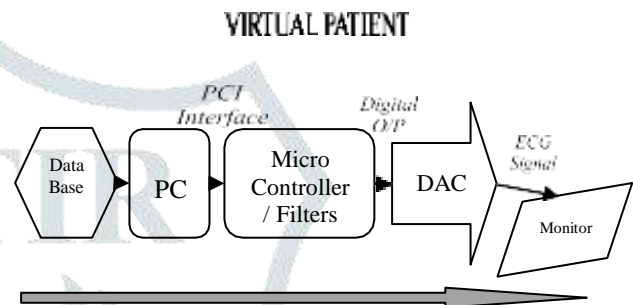 VIRTUAL PATIENT
PCI
Interface
Digital
O/P
ECG
Signal
Data
Base
PC
Micro
Controller
/ Filters
DAC
Monitor